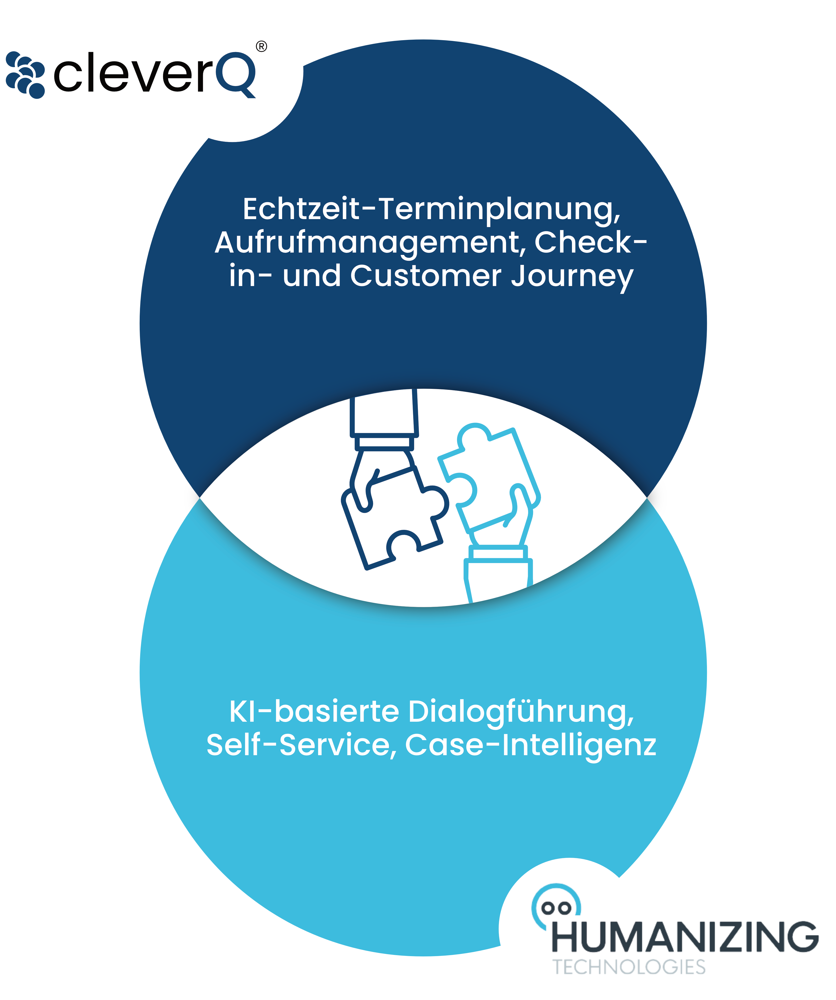 cleverQ®
Echtzeit-Terminplanung,
Aufrufmanagement, Check-
in- und Customer Journey
KI-basierte Dialogführung,
Self-Service, Case-Intelligenz
HUMANIZING
TECHNOLOGIES